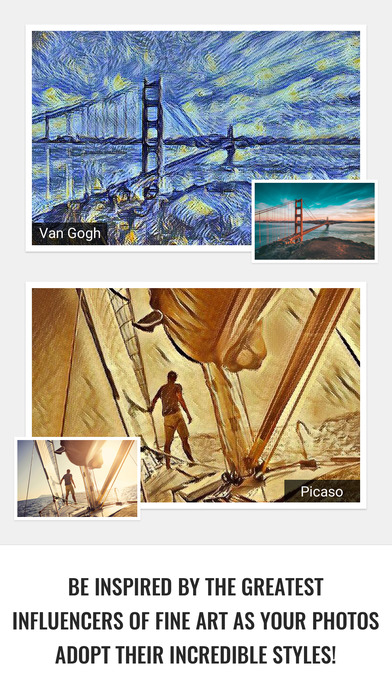 Van Gogh
Picaso
BE INSPIRED BY THE GREATEST
INFLUENCERS OF FINE ART AS YOUR PHOTOS
ADOPT THEIR INCREDIBLE STYLES!